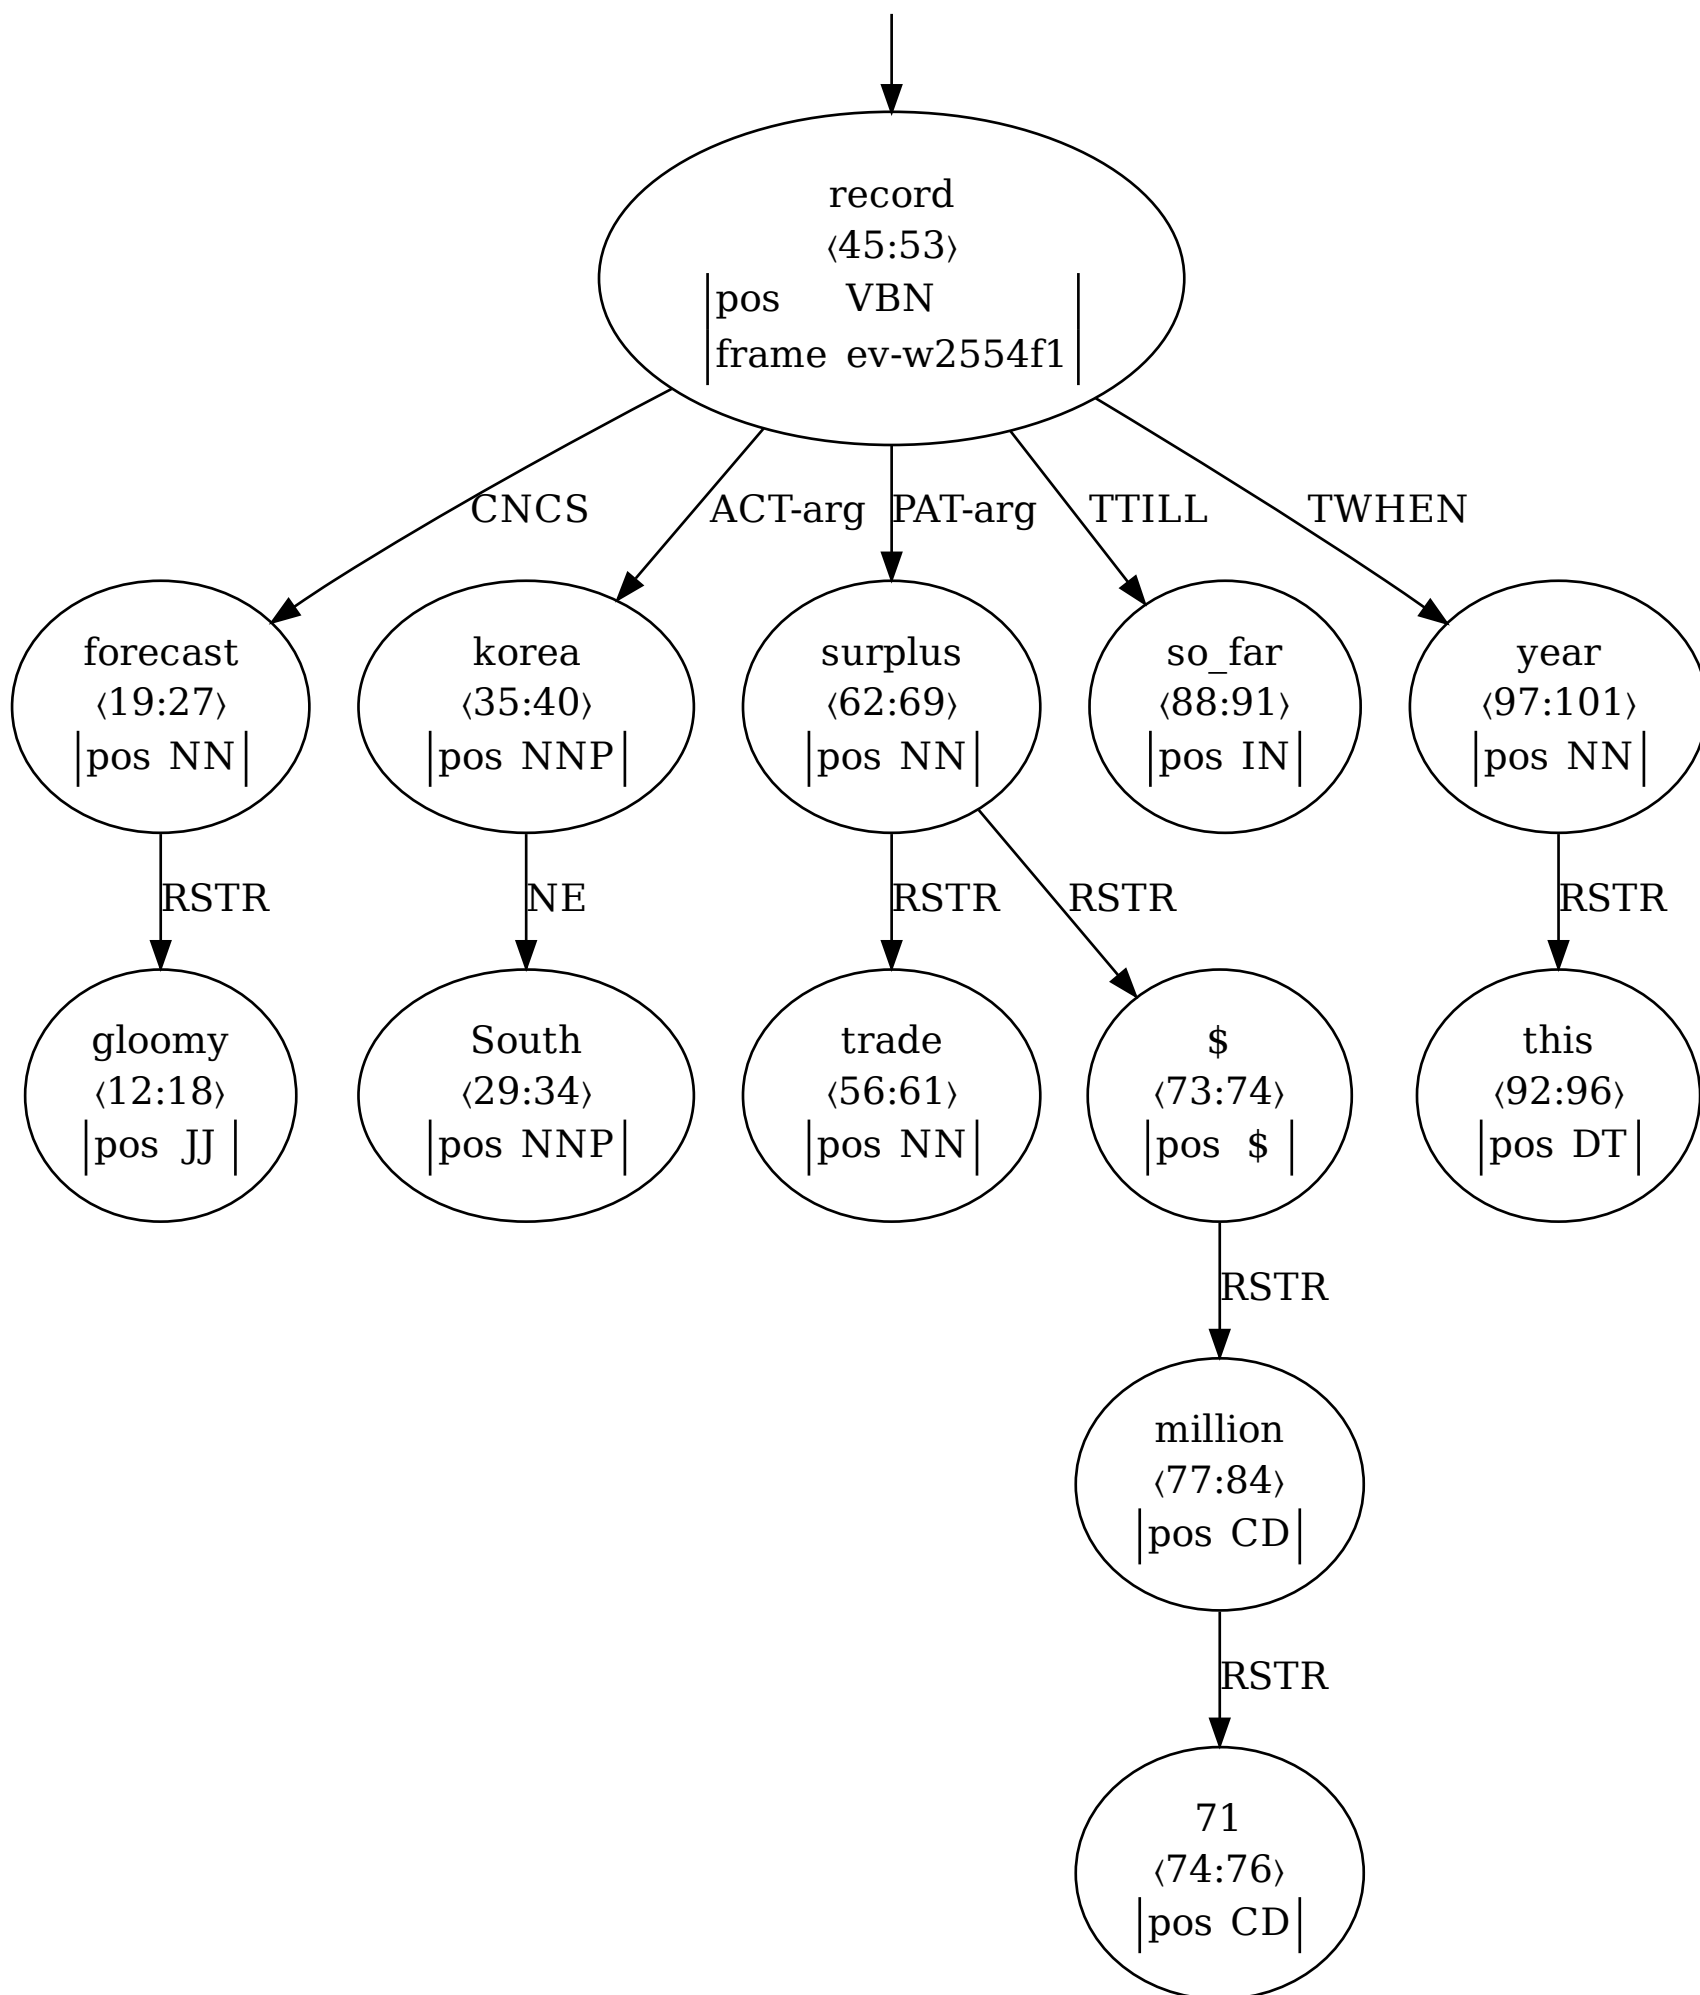 record
⟨45:53⟩
pos VBN
frame ev-w2554f1
CNCS ACT-arg PAT-arg TTILL TWHEN
forecast korea surplus so_far year
⟨19:27⟩ ⟨35:40⟩ ⟨62:69⟩ ⟨88:91⟩ ⟨97:101⟩
pos NN pos NNP pos NN pos IN pos NN
RSTR NE RSTR RSTR RSTR
gloomy South trade $ this
⟨12:18⟩ ⟨29:34⟩ ⟨56:61⟩ ⟨73:74⟩ ⟨92:96⟩
pos JJ pos NNP pos NN pos $ pos DT
RSTR
million
⟨77:84⟩
pos CD
RSTR
71
⟨74:76⟩
pos CD